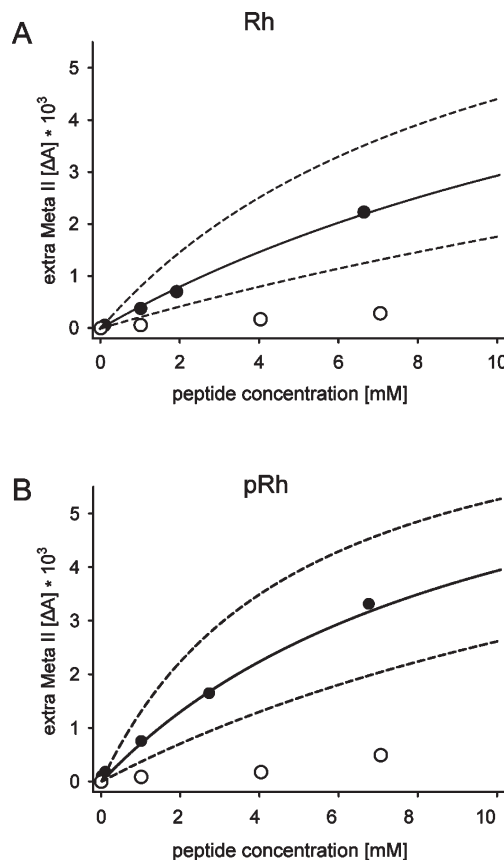 A
Rh
extra Meta II [ΔA] * 10³
5
4
3
2
1
0
0 2 4 6 8 10
peptide concentration [mM]
B
pRh
extra Meta II [ΔA] * 10³
5
4
3
2
1
0
0 2 4 6 8 10
peptide concentration [mM]